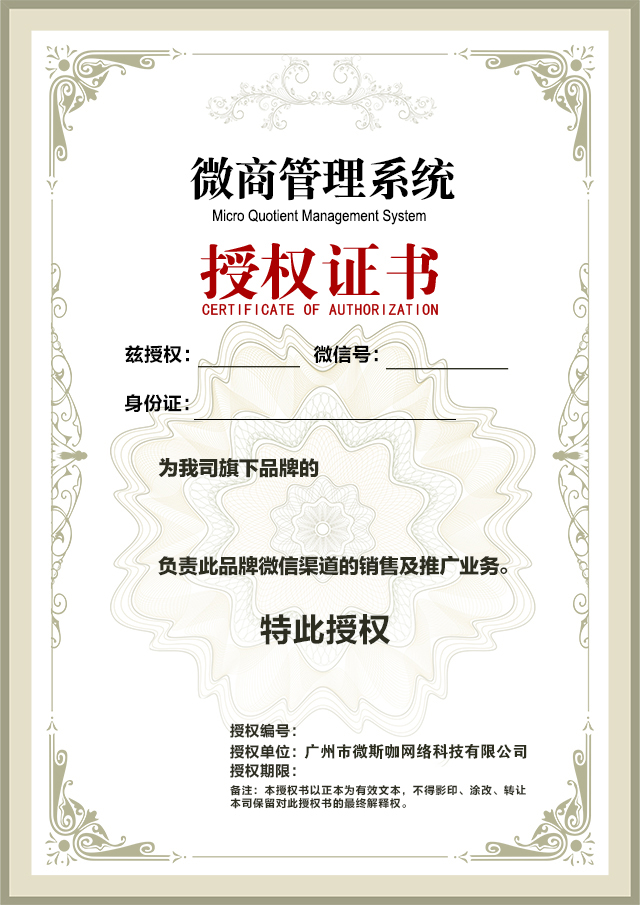 微商管理系统
Micro Quotient Management System
授权证书
CERTIFICATE OF AUTHORIZATION
兹授权： 微信号：
身份证：
为我司旗下品牌的
负责此品牌微信渠道的销售及推广业务。
特此授权
授权编号：
授权单位：广州市微斯咖网络科技有限公司
授权期限：
备注：本授权书以正本为有效文本，不得影印、涂改、转让
本司保留对此授权书的最终解释权。